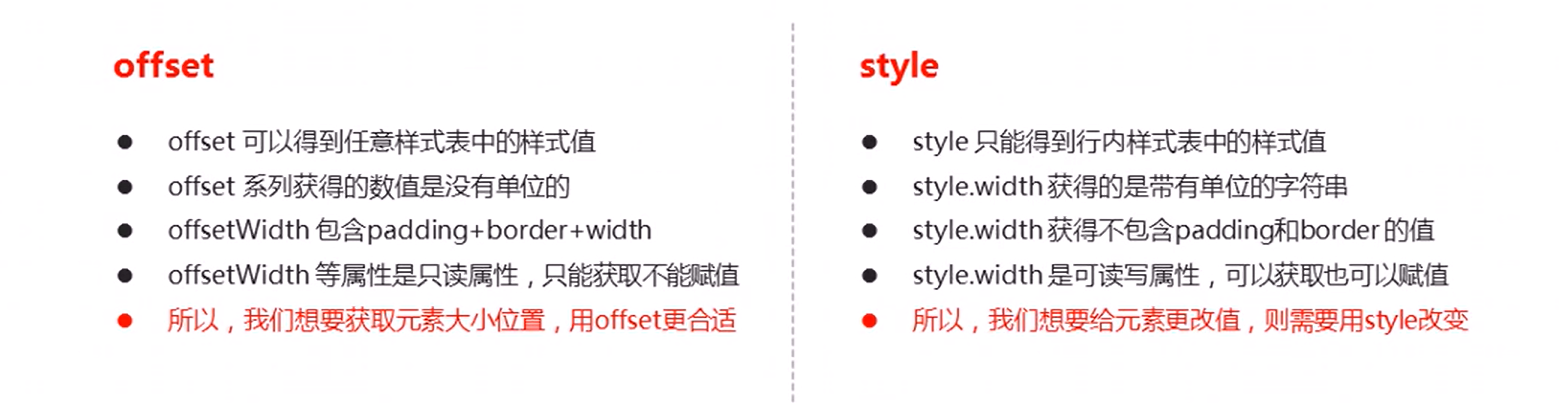 offset
● offset 可以得到任意样式表中的样式值
● offset 系列获得的数值是没有单位的
● offsetWidth 包含padding+border+width
● offsetWidth 等属性是只读属性，只能获取不能赋值
● 所以，我们想要获取元素大小位置，用offset更合适
style
● style 只能得到行内样式表中的样式值
● style.width 获得的是带有单位的字符串
● style.width 获得不包含padding和border 的值
● style.width 是可读写属性，可以获取也可以赋值
● 所以，我们想要给元素更改值，则需要用style改变